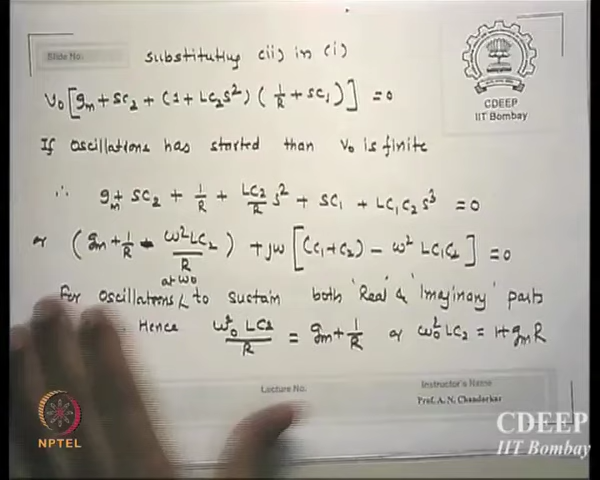 Slide No:
Substituting (ii) in (i)
V₀[gₘ + SC₂ + (1 + LC₂S²) (1/R + SC₁)] = 0
CDEEP
IIT Bombay
If oscillations has started than V₀ is finite
∴ gₘ + SC₂ + 1/R + LC₂/R s² + SC₁ + LC₁C₂ s³ = 0
or (gₘ + 1/R - ω²LC₂/R) + jω[(C₁+C₂) - ω² LC₁C₂] = 0
For oscillations at ω₀ to sustain both 'Real' & 'Imaginary' parts
Hence ω₀² LC₂/R = gₘ + 1/R or ω₀² LC₂ = 1+ gₘR
Lecture No:
Instructor's Name
Prof. A. N. Chandorkar
NPTEL
CDEEP
IIT Bombay